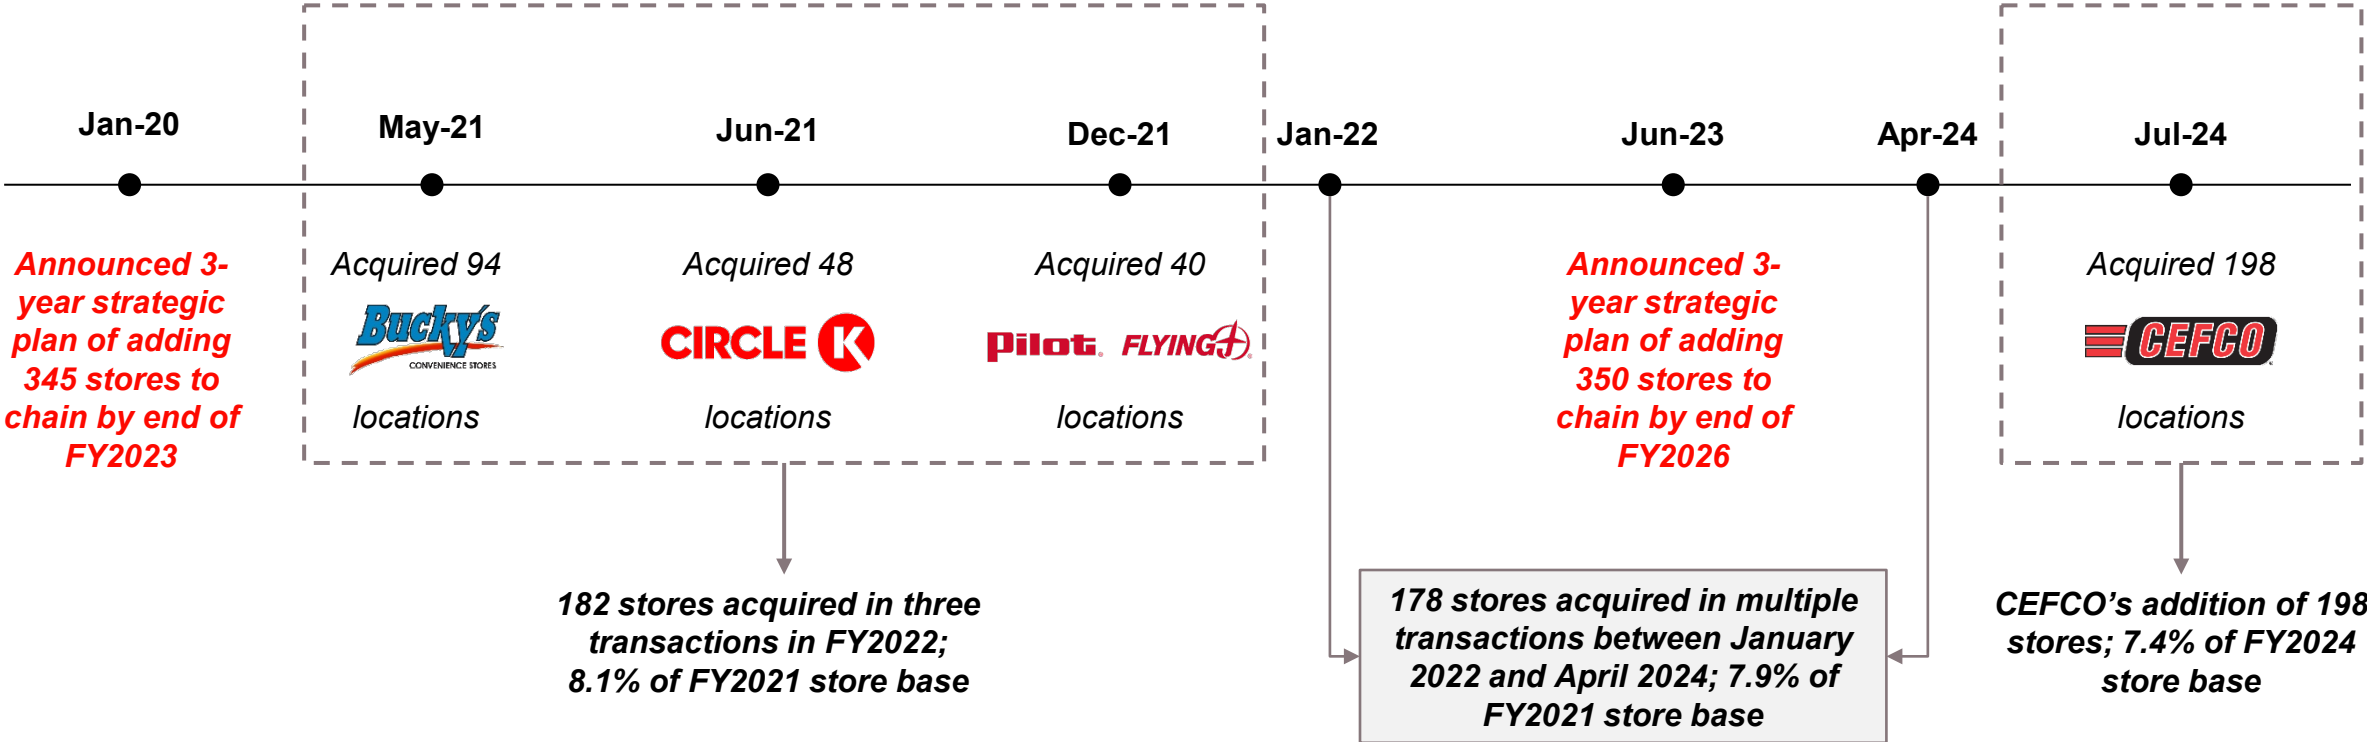 Jan-20
May-21
Jun-21
Dec-21
Jan-22
Jun-23
Apr-24
Jul-24
Announced 3-
year strategic
plan of adding
345 stores to
chain by end of
FY2023
Acquired 94
Bucky's
CONVENIENCE STORES
locations
Acquired 48
CIRCLE K
locations
Acquired 40
Pilot. FLYING J
locations
Announced 3-
year strategic
plan of adding
350 stores to
chain by end of
FY2026
Acquired 198
CEFCO
locations
182 stores acquired in three
transactions in FY2022;
8.1% of FY2021 store base
178 stores acquired in multiple
transactions between January
2022 and April 2024; 7.9% of
FY2021 store base
CEFCO’s addition of 198
stores; 7.4% of FY2024
store base